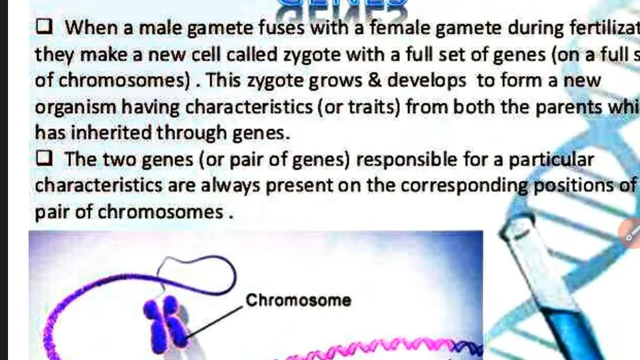 GENES
❑ When a male gamete fuses with a female gamete during
they make a new cell called zygote with a full set of genes (on a full
of chromosomes) . This zygote grows & develops to form a new
organism having characteristics (or traits) from both the parents
has inherited through genes.
❑ The two genes (or pair of genes) responsible for a particular
characteristics are always present on the corresponding positions of
pair of chromosomes .
Chromosome